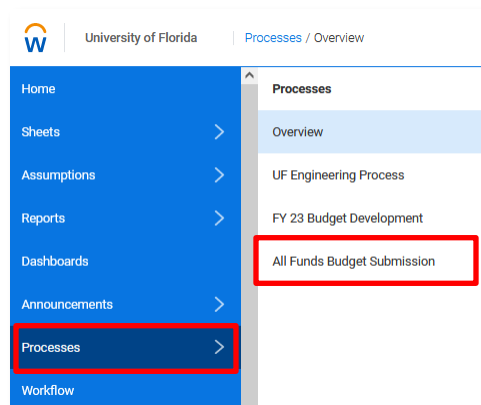 W
University of Florida
Processes / Overview
Home
Sheets
Assumptions
Reports
Dashboards
Announcements
Processes
Workflow
Processes
Overview
UF Engineering Process
FY 23 Budget Development
All Funds Budget Submission